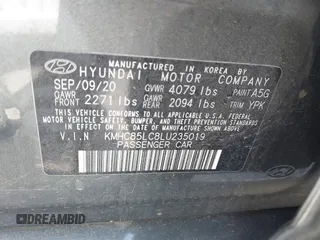 MANUFACTURED IN KOREA BY
HYUNDAI MOTOR COMPANY
SEP/09/20 GVWR 4079 lbs PAINT A5G
GAWR FRONT 2271 lbs GAWR REAR 2094 lbs TRIM YPK
THIS VEHICLE CONFORMS TO ALL APPLICABLE
FEDERAL MOTOR VEHICLE SAFETY, BUMPER
AND THEFT PREVENTION STANDARDS IN EFFECT
ON THE DATE OF MANUFACTURE SHOWN ABOVE.
V.I.N KMHC85LC8LU235019
PASSENGER CAR
DREAMBID